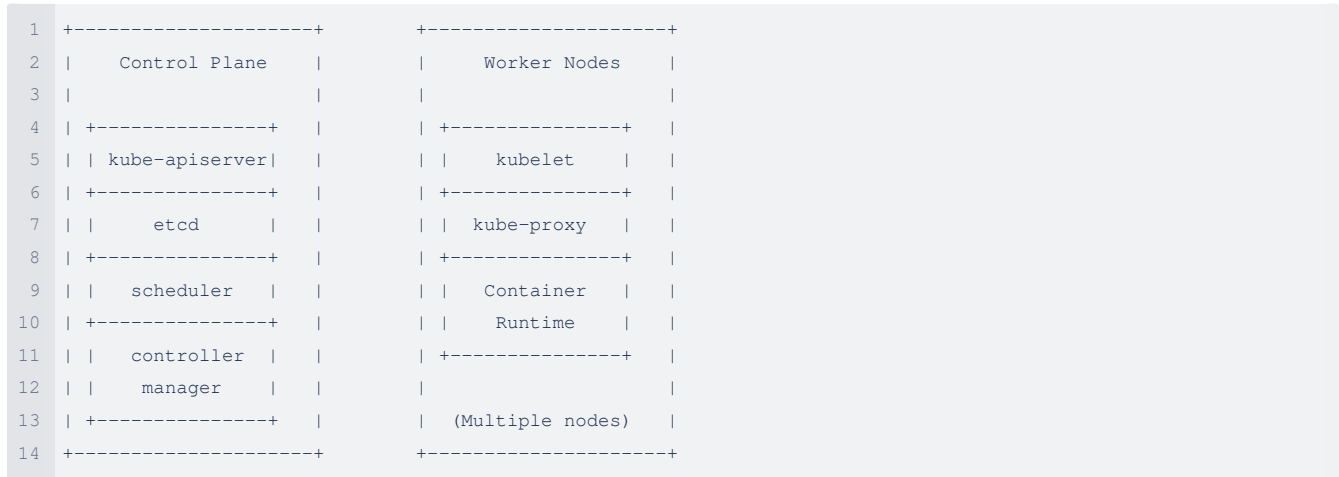 1 +---------------------+        +---------------------+
2 |    Control Plane    |        |     Worker Nodes    |
3 |                     |        |                     |
4 | +---------------+   |        | +---------------+   |
5 | | kube-apiserver|   |        | |    kubelet    |   |
6 | +---------------+   |        | +---------------+   |
7 | |     etcd      |   |        | |  kube-proxy   |   |
8 | +---------------+   |        | +---------------+   |
9 | |   scheduler   |   |        | |   Container   |   |
10 | +---------------+   |        | |    Runtime    |   |
11 | |   controller  |   |        | +---------------+   |
12 | |    manager    |   |        |                     |
13 | +---------------+   |        |  (Multiple nodes)   |
14 +---------------------+        +---------------------+